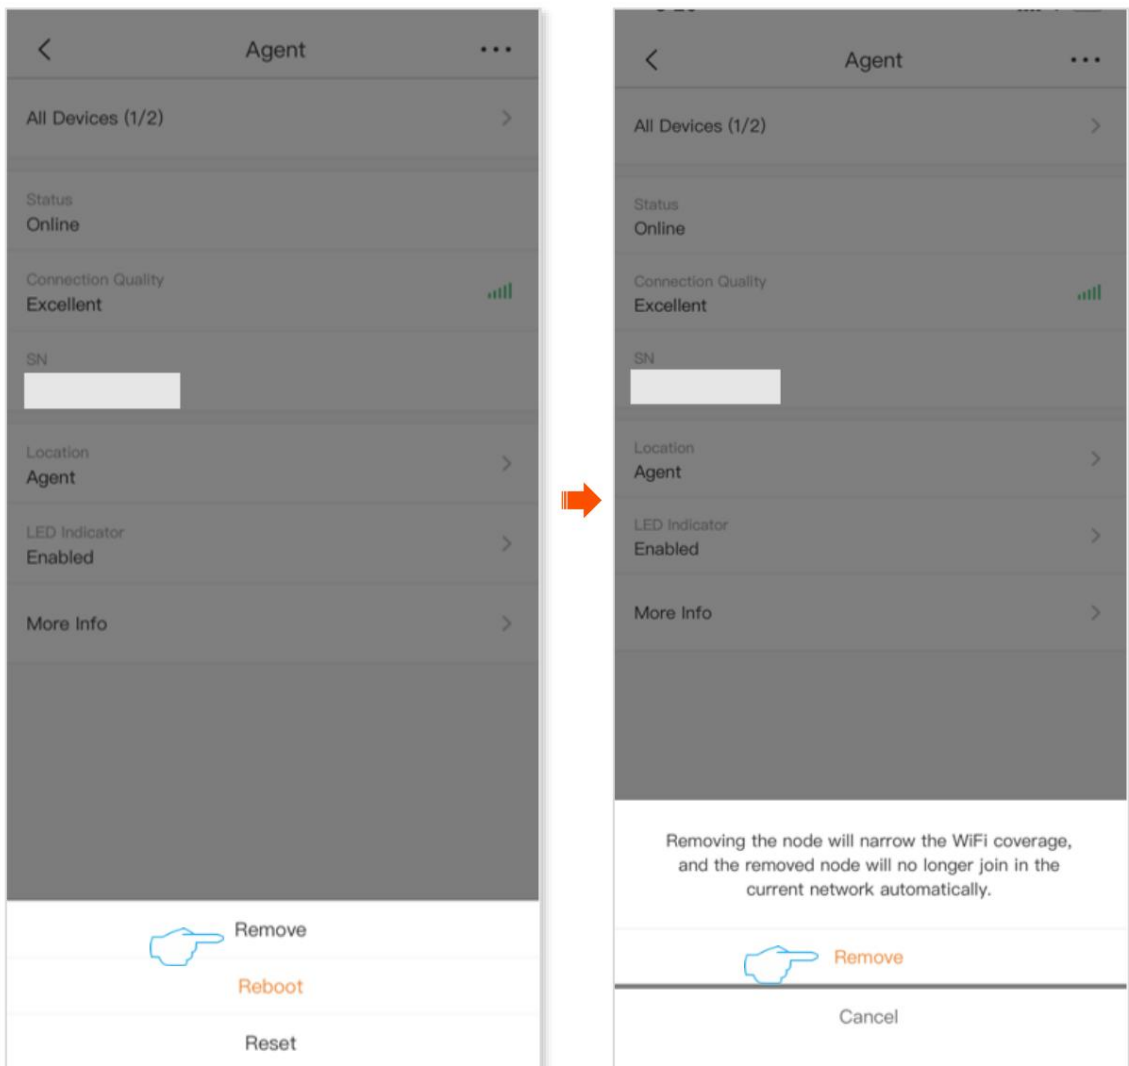 Agent
All Devices (1/2)
Status
Online
Connection Quality
Excellent
SN
Location
Agent
LED Indicator
Enabled
More Info
Remove
Reboot
Reset
Agent
All Devices (1/2)
Status
Online
Connection Quality
Excellent
SN
Location
Agent
LED Indicator
Enabled
More Info
Removing the node will narrow the WiFi coverage,
and the removed node will no longer join in the
current network automatically.
Remove
Cancel